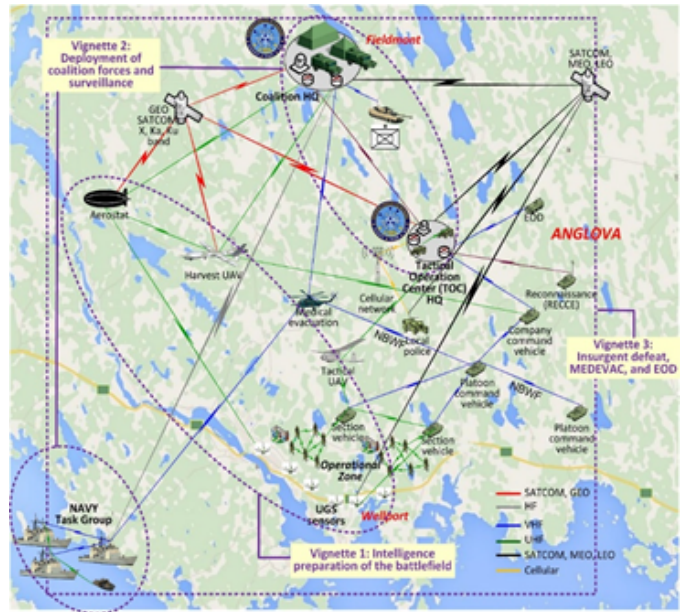 Vignette 2:
Deployment of
coalition forces and
surveillance
Fieldmont
SATCOM,
MEO, LEO
Coalition HQ
GEO
SATCOM
X, Ka, Ku
band
Aerostat
EOD
ANGLOVA
Harvest UAV
Tactical
Operation
Center (TOC)
HQ
Cellular
network
Reconnaissance
(RECCE)
Medical
evacuation
NBWF
Local
police
Company
command
vehicle
Vignette 3:
Insurgent defeat,
MEDEVAC, and EOD
Tactical
UAV
Platoon
command
vehicle
NBWF
Platoon
command
vehicle
Section
vehicle
Section
vehicle
Operational
Zone
NAVY
Task Group
UGS
sensors
Wellport
Vignette 1: Intelligence
preparation of the battlefield
SATCOM, GEO
HF
VHF
UHF
SATCOM, MEO, LEO
Cellular